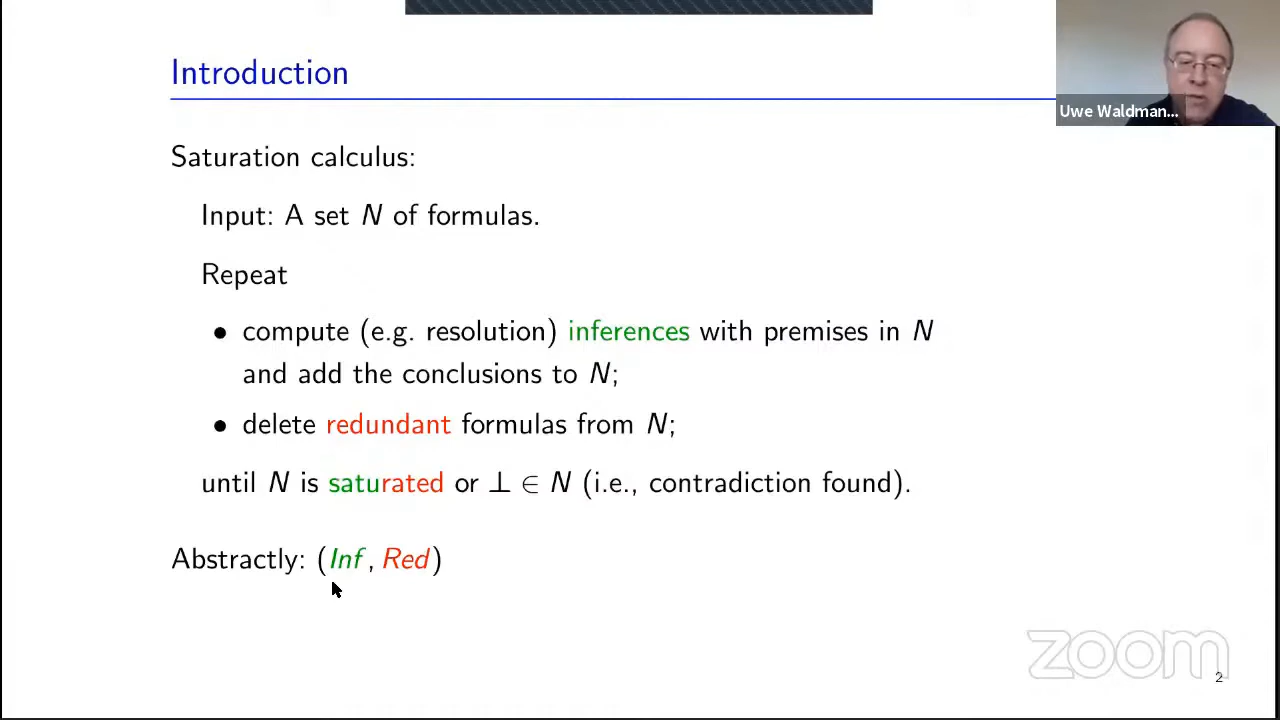 Introduction
Uwe Waldman...
Saturation calculus:
Input: A set N of formulas.
Repeat
• compute (e.g. resolution) inferences with premises in N
and add the conclusions to N;
• delete redundant formulas from N;
until N is saturated or ⊥ ∈ N (i.e., contradiction found).
Abstractly: (Inf, Red)
zoom
2